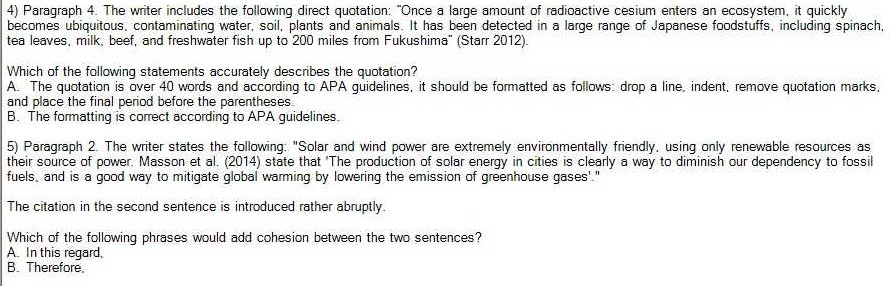 4) Paragraph 4. The writer includes the following direct quotation: "Once a large amount of radioactive cesium enters an ecosystem, it quickly
becomes ubiquitous, contaminating water, soil, plants and animals. It has been detected in a large range of Japanese foodstuffs, including spinach,
tea leaves, milk, beef, and freshwater fish up to 200 miles from Fukushima" (Starr 2012).
Which of the following statements accurately describes the quotation?
A. The quotation is over 40 words and according to APA guidelines, it should be formatted as follows: drop a line, indent, remove quotation marks,
and place the final period before the parentheses.
B. The formatting is correct according to APA guidelines.
5) Paragraph 2. The writer states the following: "Solar and wind power are extremely environmentally friendly, using only renewable resources as
their source of power. Masson et al. (2014) state that 'The production of solar energy in cities is clearly a way to diminish our dependency to fossil
fuels, and is a good way to mitigate global warming by lowering the emission of greenhouse gases'."
The citation in the second sentence is introduced rather abruptly.
Which of the following phrases would add cohesion between the two sentences?
A. In this regard,
B. Therefore,